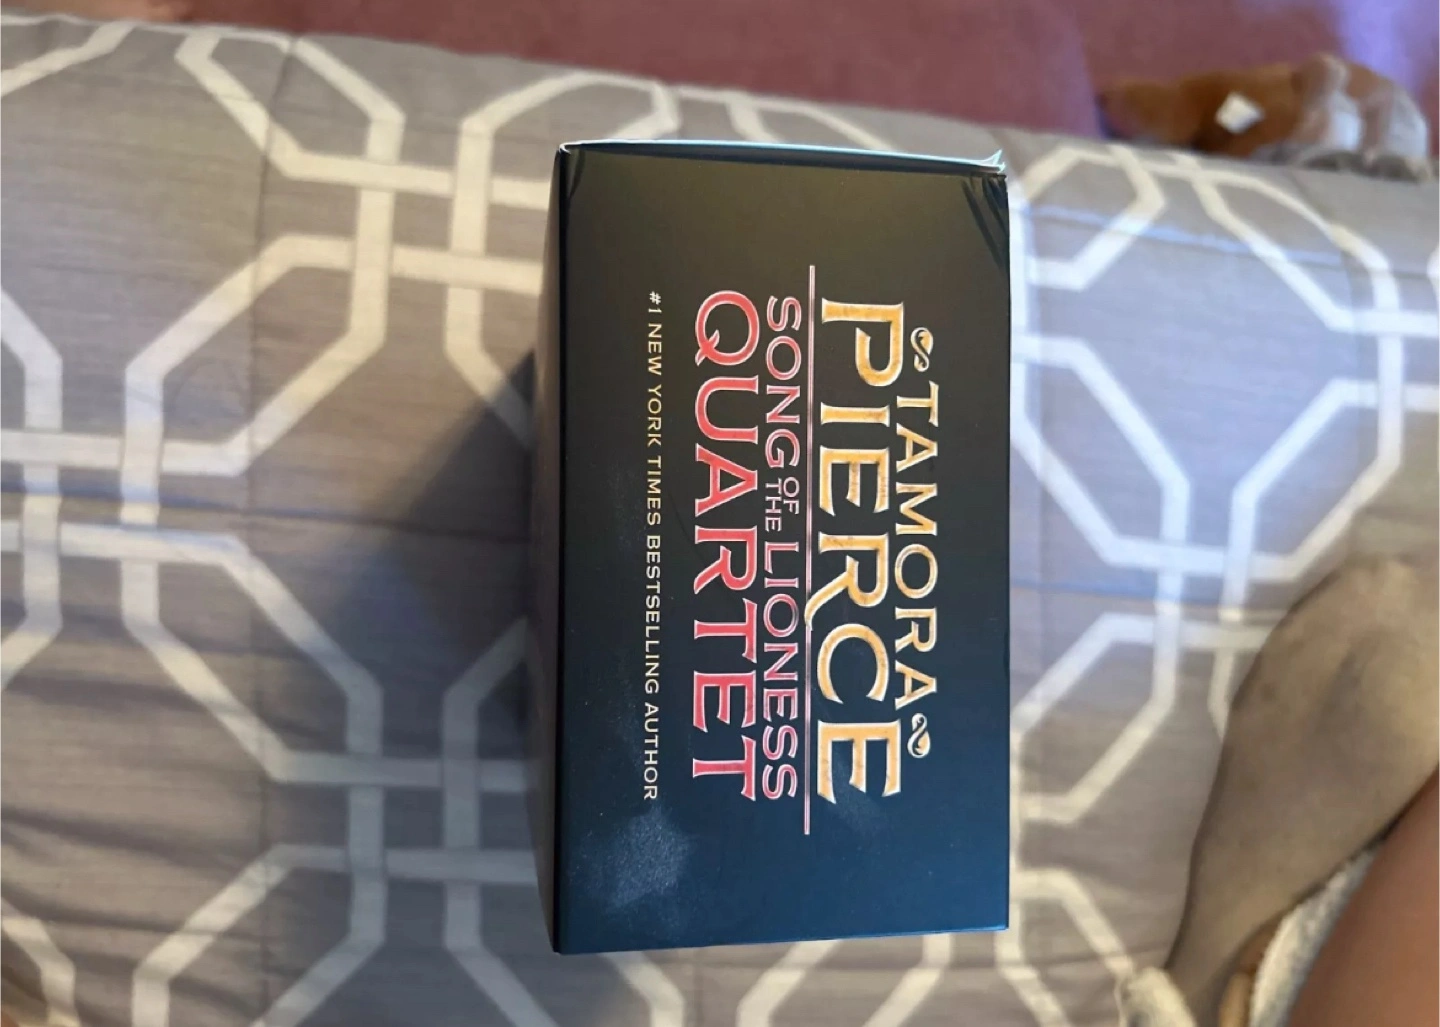 TAMORA
PIERCE
SONG OF THE LIONESS
QUARTET
#1 NEW YORK TIMES BESTSELLING AUTHOR